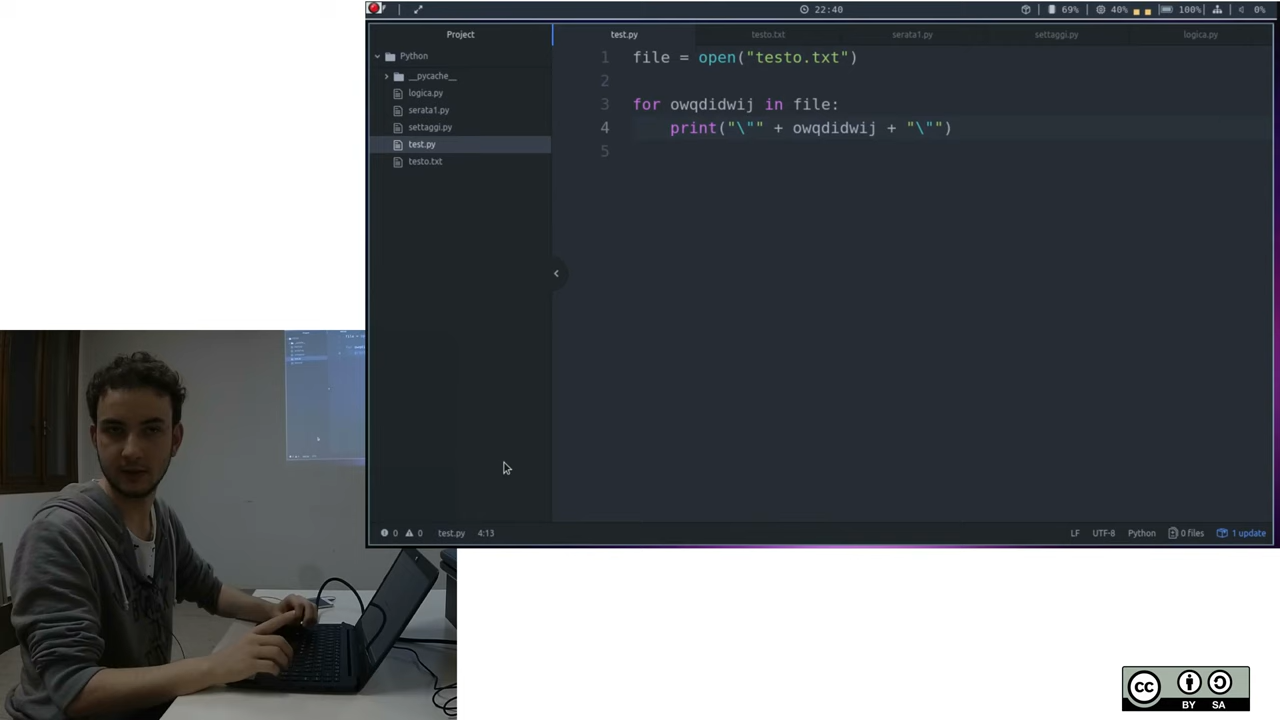 22:40
69%
40%
100%
0%
Project
test.py
testo.txt
serata1.py
settaggi.py
logica.py
Python
__pycache__
logica.py
serata1.py
settaggi.py
test.py
testo.txt
1 file = open("testo.txt")
2
3 for owqdidwij in file:
4 print("\"" + owqdidwij + "\"")
5
0
0
test.py
4:13
LF
UTF-8
Python
0 files
1 update
cc
BY SA